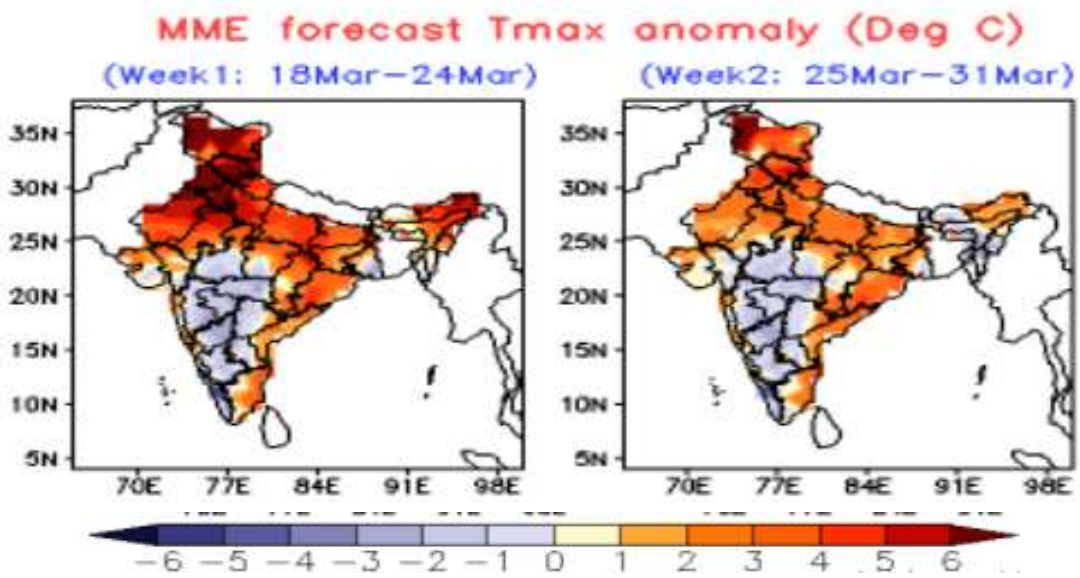 MME forecast Tmax anomaly (Deg C)
(Week1: 18Mar−24Mar) (Week2: 25Mar−31Mar)
35N 35N
30N 30N
25N 25N
20N 20N
15N 15N
10N 10N
5N 5N
70E 77E 84E 91E 98E 70E 77E 84E 91E 98E
−6 −5 −4 −3 −2 −1 0 1 2 3 4 5 6